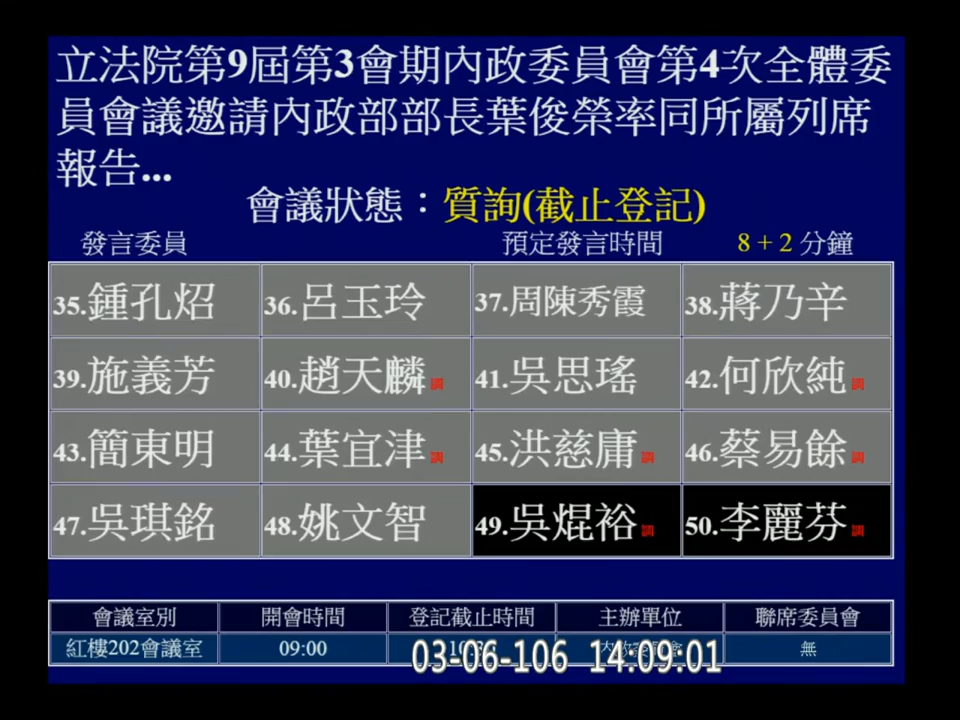 立法院第9屆第3會期內政委員會第4次全體委
員會議邀請內政部部長葉俊榮率同所屬列席
報告...
會議狀態：質詢(截止登記)
發言委員 預定發言時間 8 + 2 分鐘
35.鍾孔炤 36.呂玉玲 37.周陳秀霞 38.蔣乃辛
39.施義芳 40.趙天麟調 41.吳思瑤 42.何欣純調
43.簡東明 44.葉宜津調 45.洪慈庸調 46.蔡易餘調
47.吳琪銘 48.姚文智 49.吳焜裕調 50.李麗芬調
會議室別 開會時間 登記截止時間 主辦單位 聯席委員會
紅樓202會議室 09:00 無
03-06-106 14:09:01